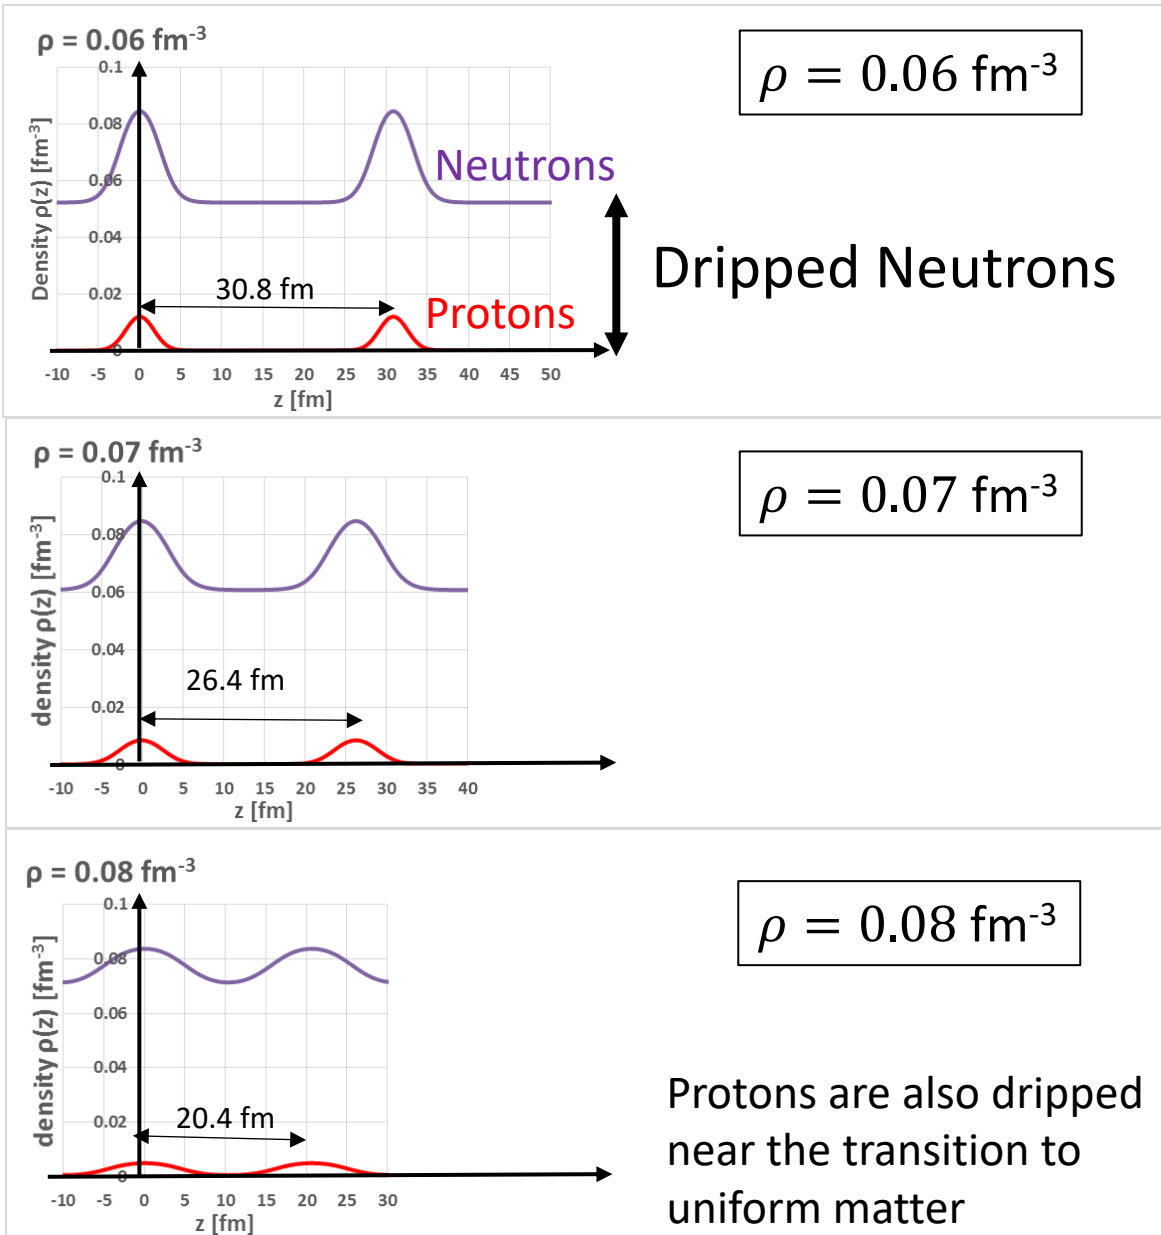 ρ = 0.06 fm⁻³
ρ = 0.06 fm⁻³
0.1
0.08
0.06
0.04
0.02
0
Density ρ(z) [fm⁻³]
Neutrons
Dripped Neutrons
30.8 fm
Protons
-10 -5 0 5 10 15 20 25 30 35 40 45 50
z [fm]
ρ = 0.07 fm⁻³
ρ = 0.07 fm⁻³
0.1
0.08
0.06
0.04
0.02
0
density ρ(z) [fm⁻³]
26.4 fm
-10 -5 0 5 10 15 20 25 30 35 40
z [fm]
ρ = 0.08 fm⁻³
ρ = 0.08 fm⁻³
0.1
0.08
0.06
0.04
0.02
0
density ρ(z) [fm⁻³]
20.4 fm
-10 -5 0 5 10 15 20 25 30
z [fm]
Protons are also dripped
near the transition to
uniform matter